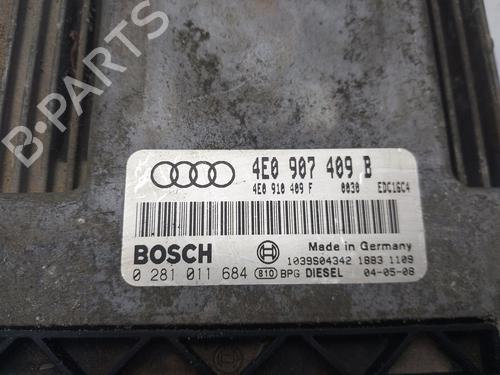 4E0 907 409 B
4E0 910 409 F 0030 EDC16C4
BOSCH
Made in Germany
1039S04342 1883 1109
0 281 011 684 810 BPG DIESEL 04-05-08